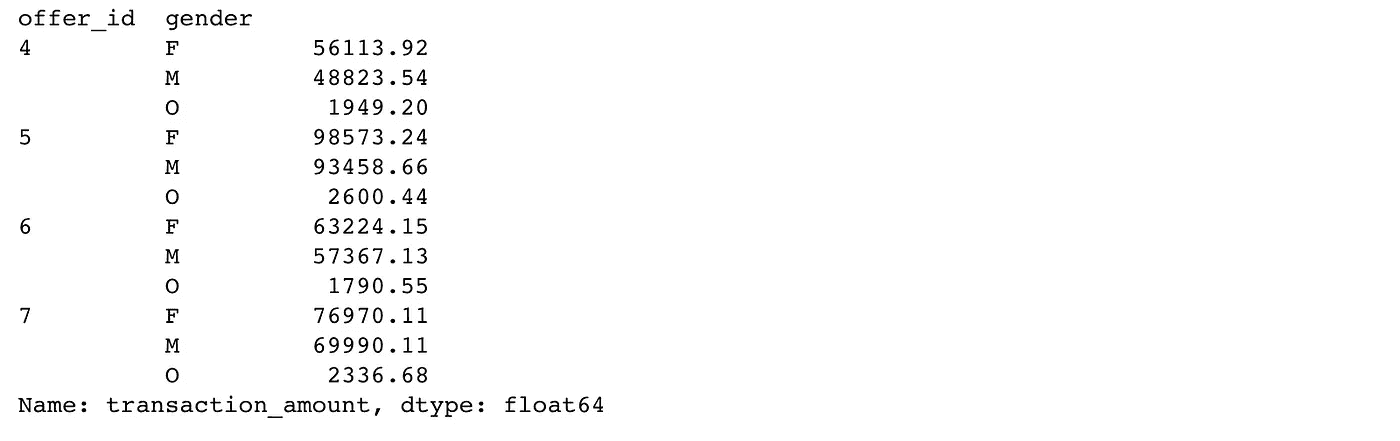 offer_id  gender
4         F         56113.92
          M         48823.54
          O          1949.20
5         F         98573.24
          M         93458.66
          O          2600.44
6         F         63224.15
          M         57367.13
          O          1790.55
7         F         76970.11
          M         69990.11
          O          2336.68
Name: transaction_amount, dtype: float64